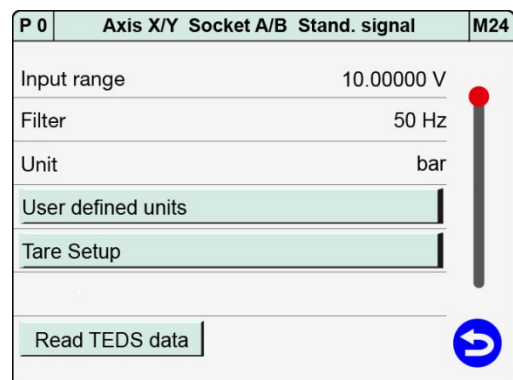 P 0 Axis X/Y Socket A/B Stand. signal M24
Input range 10.00000 V
Filter 50 Hz
Unit bar
User defined units
Tare Setup
Read TEDS data